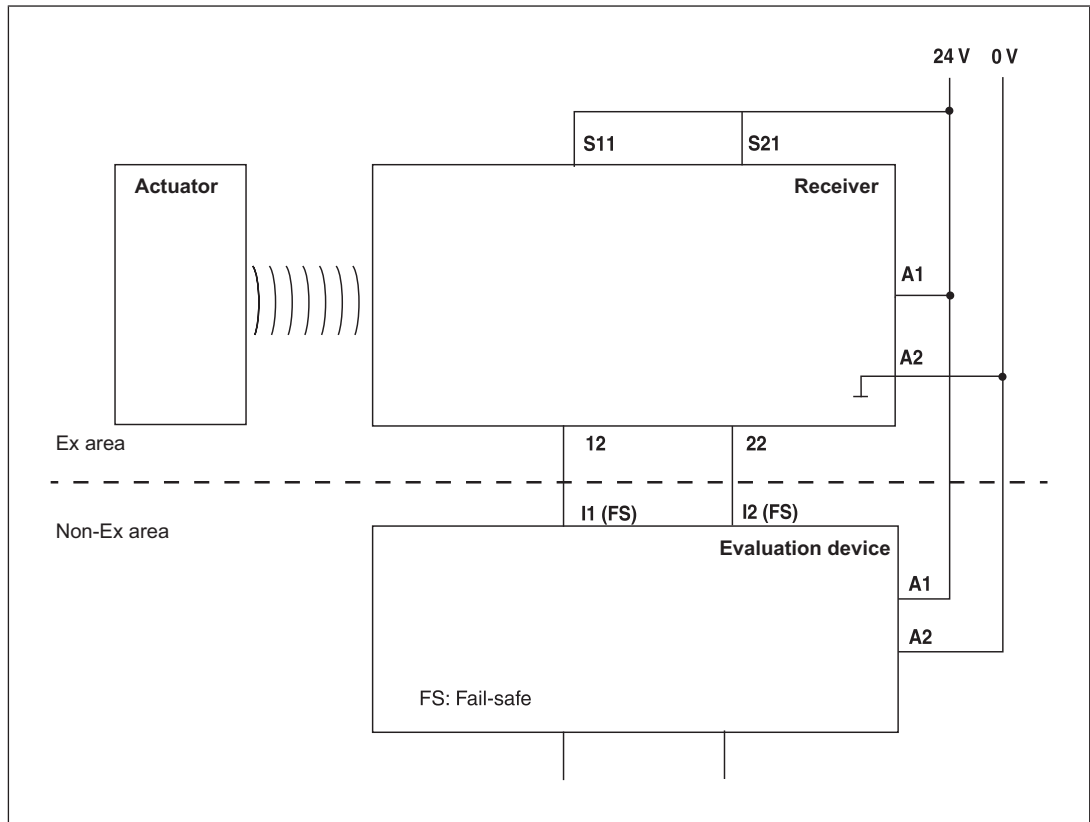 24 V 0 V
S11 S21
Actuator Receiver
A1
A2
Ex area 12 22
Non-Ex area I1 (FS) I2 (FS)
Evaluation device
A1
A2
FS: Fail-safe